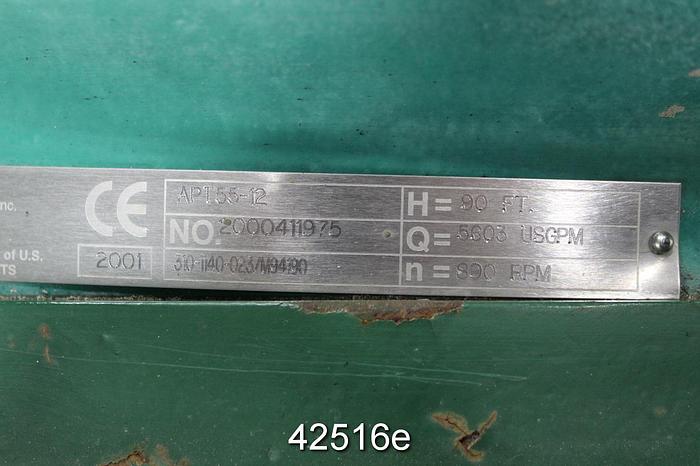 nc.
of U.S.
TS
CE
2001
APT55-12
NO. 2000411975
310-1140-023/M94190
H = 90 FT.
Q = 5603 USGPM
n = 890 RPM
42516e